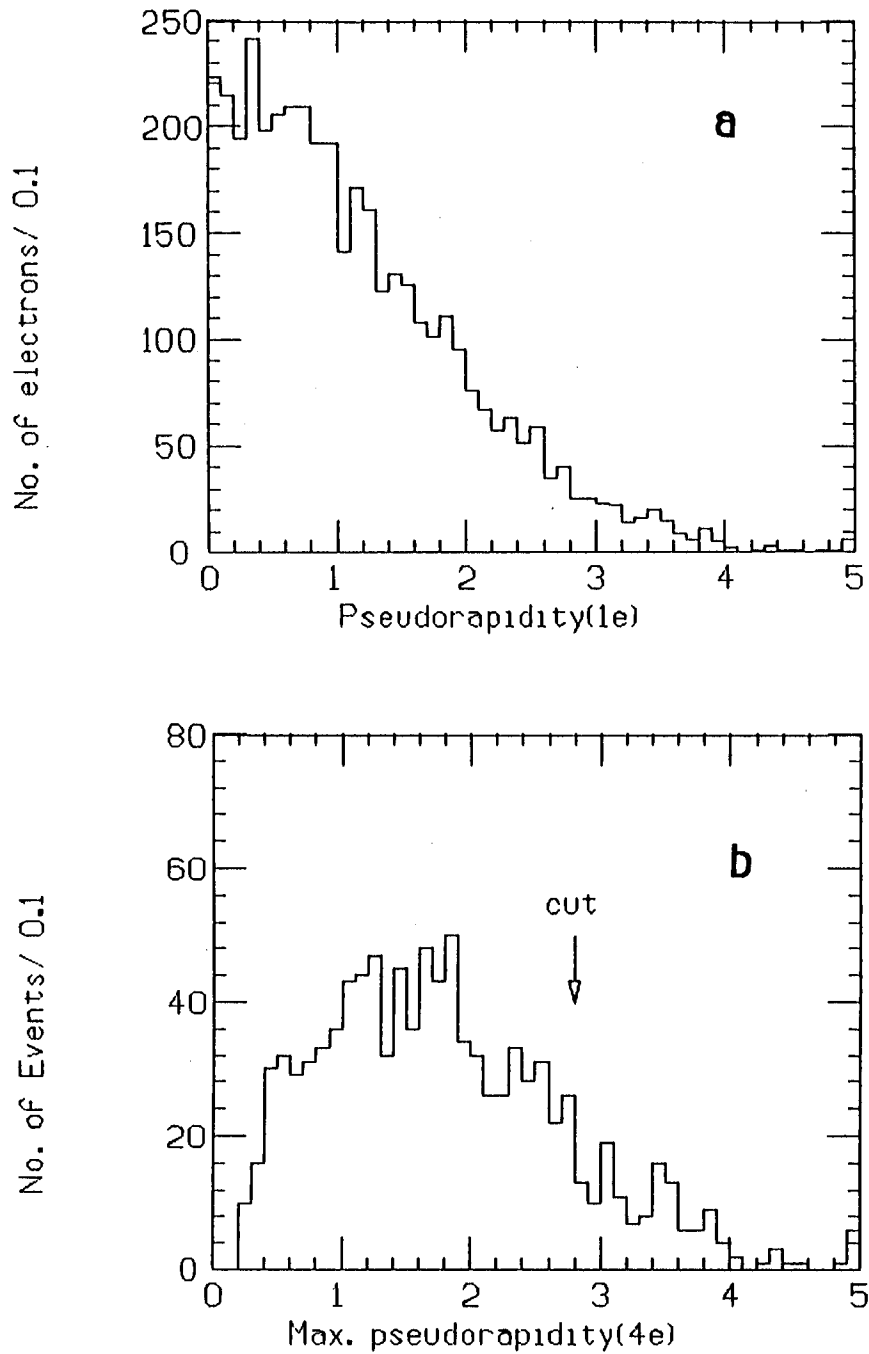 250
200
150
100
50
0
No. of electrons/ 0.1
a
0 1 2 3 4 5
Pseudorapidity(1e)
80
60
40
20
0
No. of Events/ 0.1
b
cut
0 1 2 3 4 5
Max. pseudorapidity(4e)